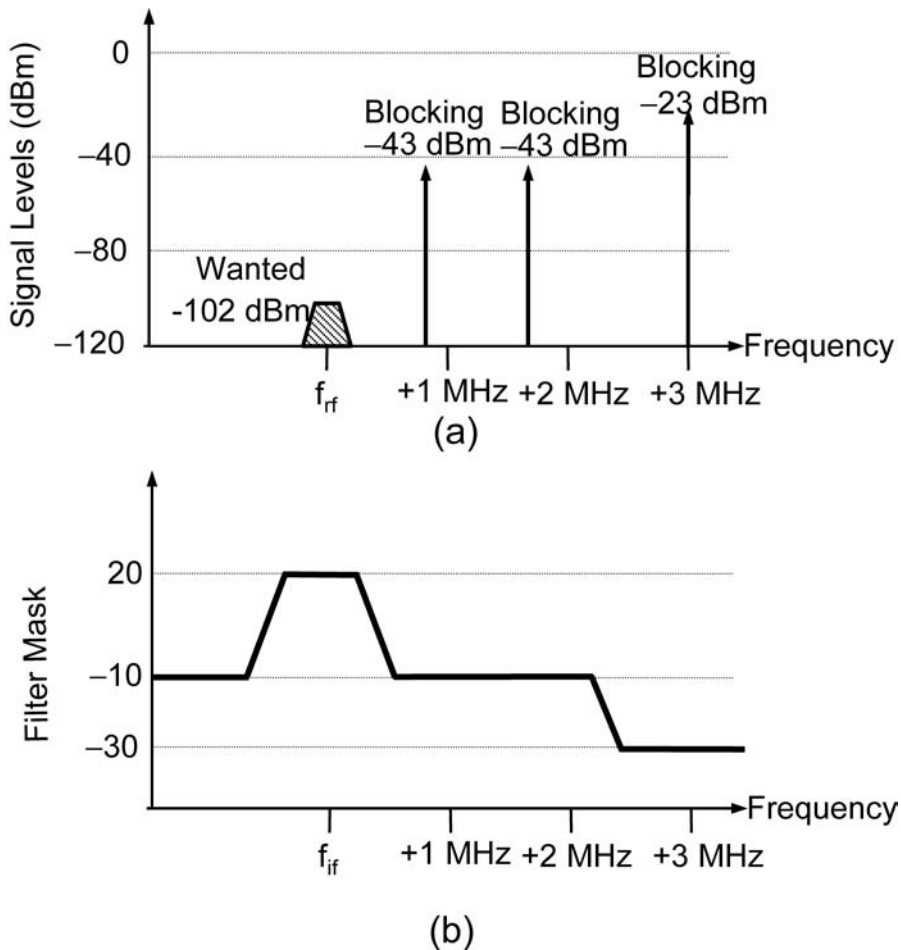 Signal Levels (dBm)
0
–40
–80
–120
Blocking
–43 dBm
Blocking
–43 dBm
Blocking
–23 dBm
Wanted
-102 dBm
Frequency
f_rf
+1 MHz
+2 MHz
+3 MHz
(a)
Filter Mask
20
–10
–30
Frequency
f_if
+1 MHz
+2 MHz
+3 MHz
(b)